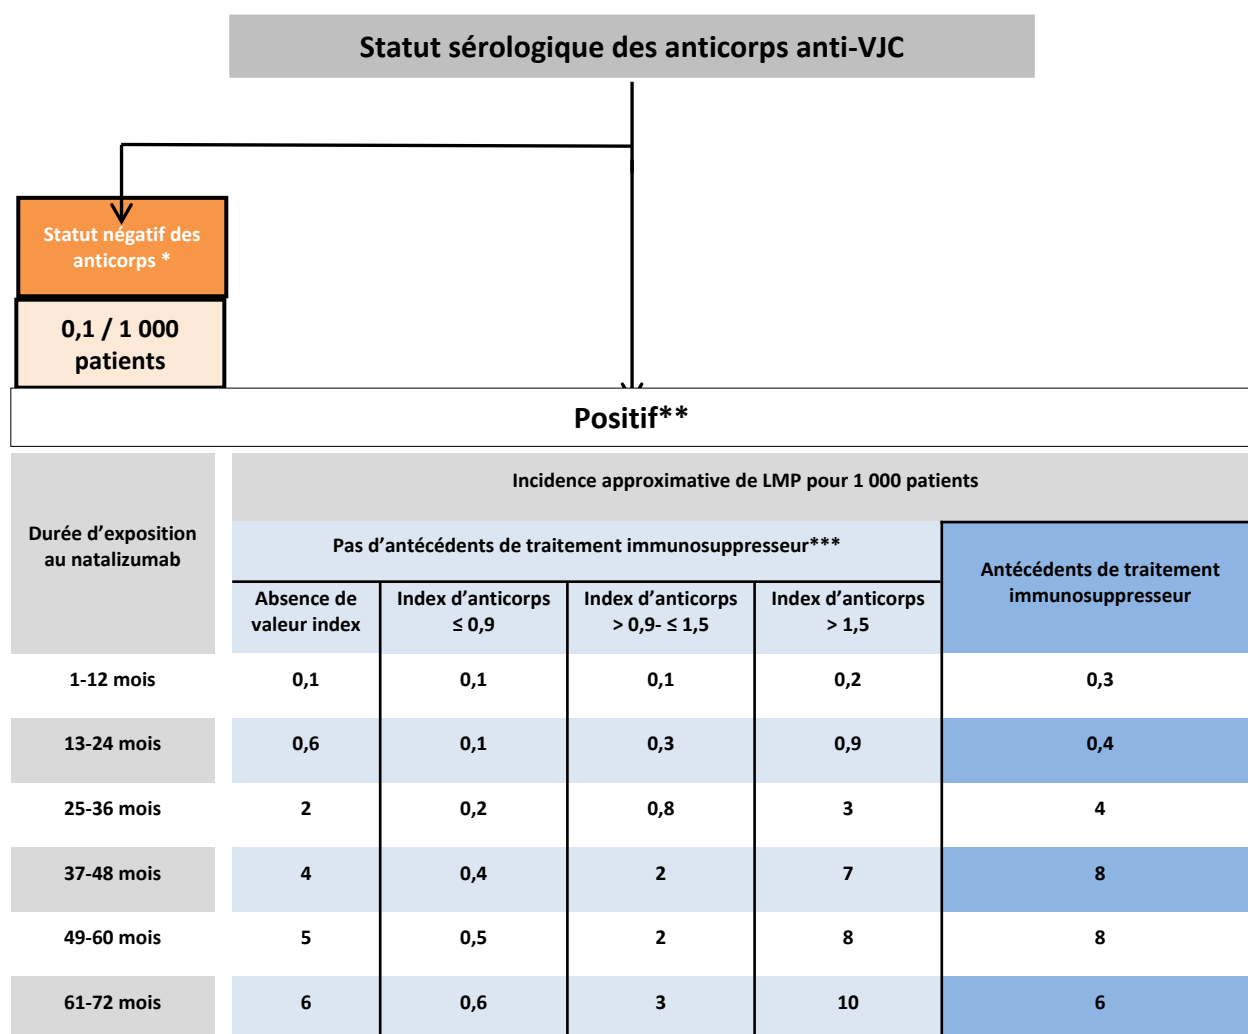 Statut sérologique des anticorps anti-VJC
Statut négatif des
anticorps *
0,1 / 1 000
patients
Positif**
Durée d’exposition
au natalizumab
Incidence approximative de LMP pour 1 000 patients
Pas d’antécédents de traitement immunosuppresseur***
Antécédents de traitement
immunosuppresseur
Absence de
valeur index
Index d’anticorps
≤ 0,9
Index d’anticorps
> 0,9- ≤ 1,5
Index d’anticorps
> 1,5
1-12 mois 0,1 0,1 0,1 0,2 0,3
13-24 mois 0,6 0,1 0,3 0,9 0,4
25-36 mois 2 0,2 0,8 3 4
37-48 mois 4 0,4 2 7 8
49-60 mois 5 0,5 2 8 8
61-72 mois 6 0,6 3 10 6